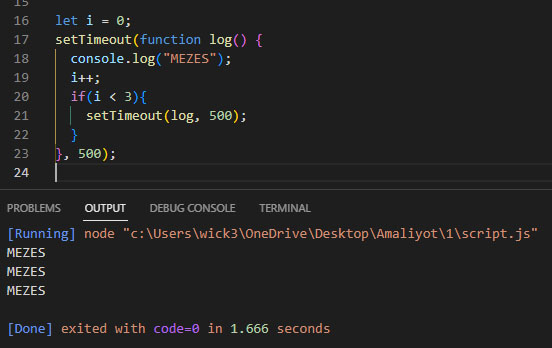 15
16 let i = 0;
17 setTimeout(function log() {
18   console.log("MEZES");
19   i++;
20   if(i < 3){
21     setTimeout(log, 500);
22   }
23 }, 500);
24
PROBLEMS OUTPUT DEBUG CONSOLE TERMINAL
[Running] node "c:\Users\wick3\OneDrive\Desktop\Amaliyot\1\script.js"
MEZES
MEZES
MEZES
[Done] exited with code=0 in 1.666 seconds